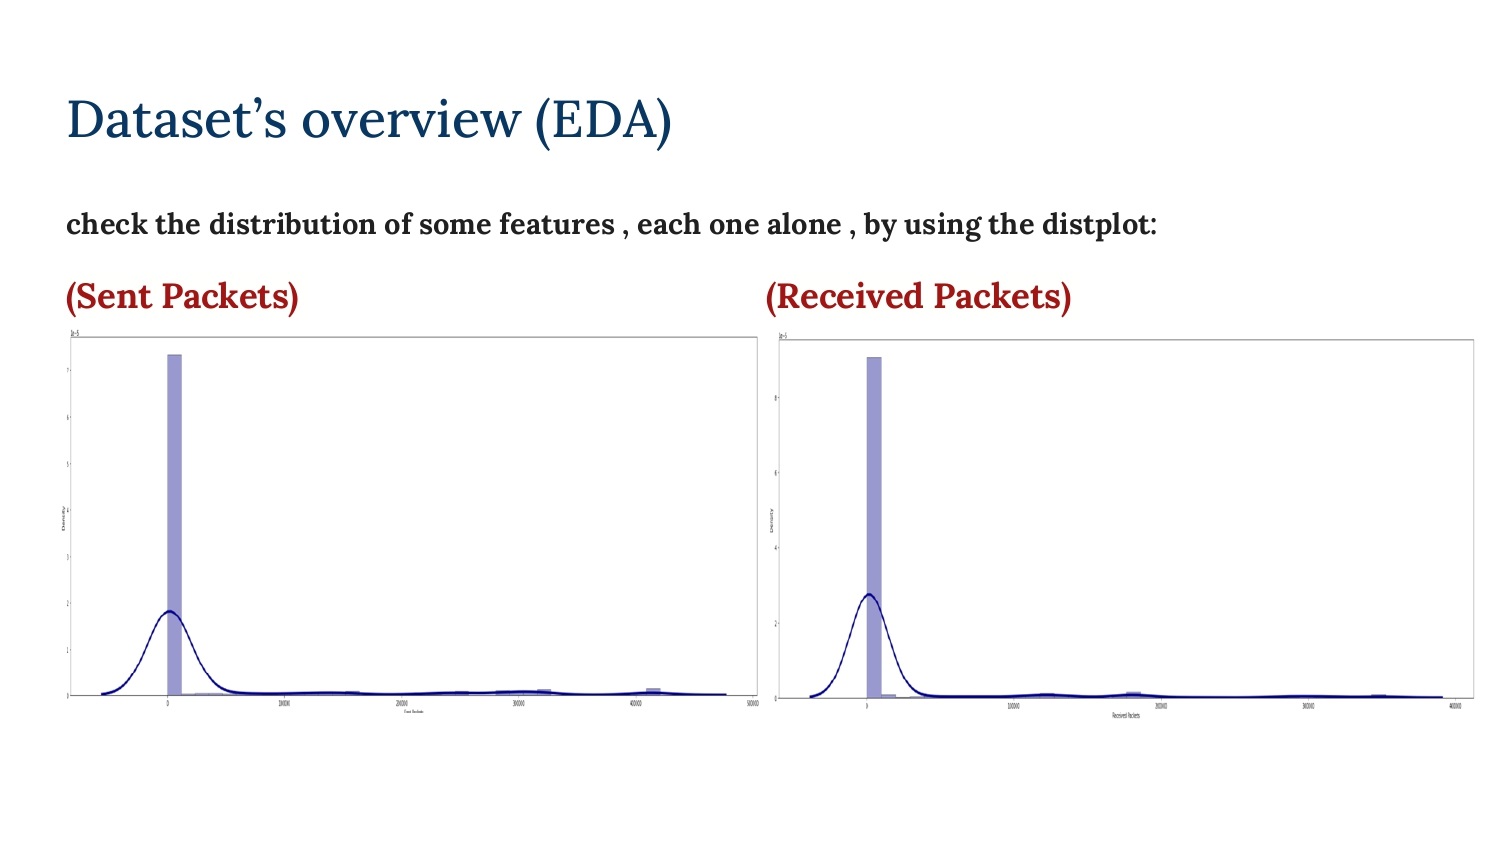 Dataset’s overview (EDA)
check the distribution of some features , each one alone , by using the distplot:
(Sent Packets)
(Received Packets)
1e-5
7
6
5
4
3
2
1
0
Density
0
100000
200000
300000
400000
500000
1e-5
8
6
4
2
0
Density
0
100000
200000
300000
400000
Received Packets